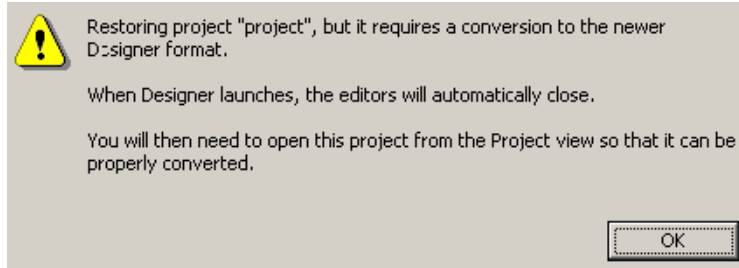 Restoring project "project", but it requires a conversion to the newer
Designer format.
When Designer launches, the editors will automatically close.
You will then need to open this project from the Project view so that it can be
properly converted.
OK